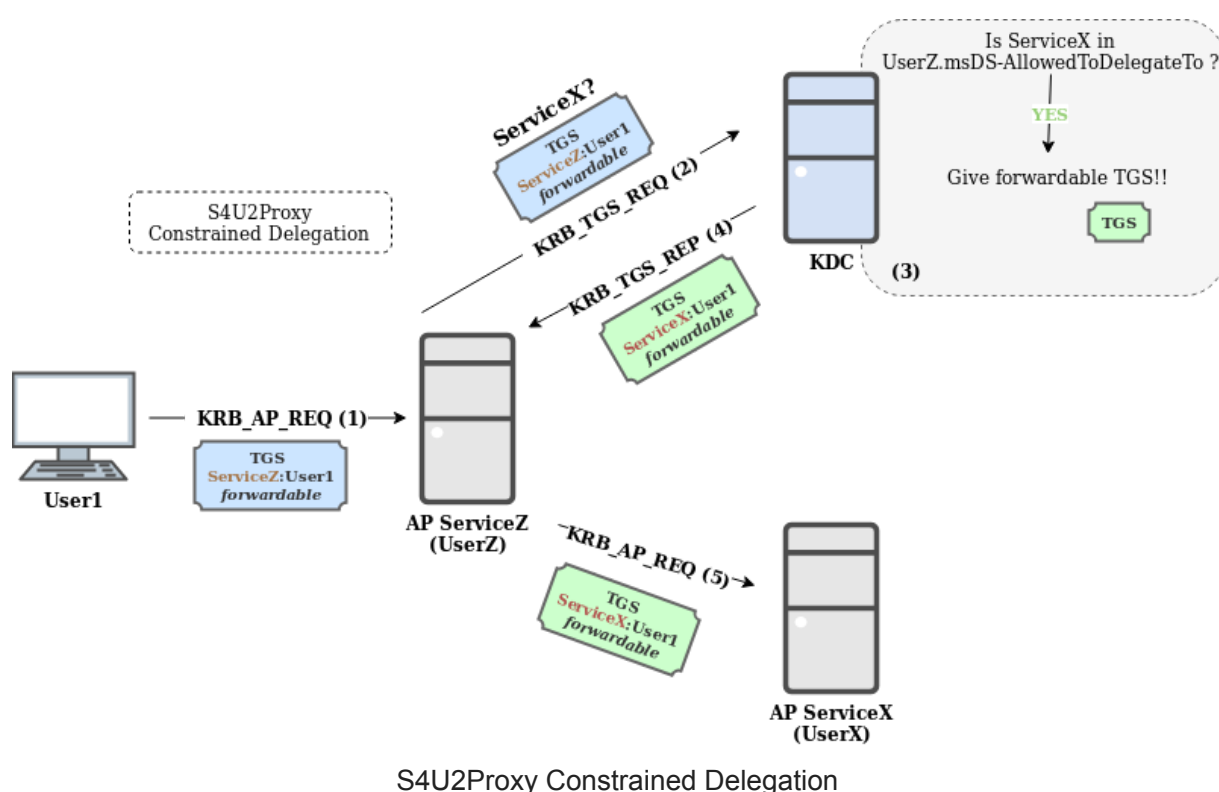 Is ServiceX in
UserZ.msDS-AllowedToDelegateTo ?
YES
Give forwardable TGS!!
TGS
(3)
KDC
ServiceX?
TGS
ServiceZ:User1
forwardable
KRB_TGS_REQ (2)
S4U2Proxy
Constrained Delegation
KRB_TGS_REP (4)
TGS
ServiceX:User1
forwardable
KRB_AP_REQ (1)
TGS
ServiceZ:User1
forwardable
User1
AP ServiceZ
(UserZ)
KRB_AP_REQ (5)
TGS
ServiceX:User1
forwardable
AP ServiceX
(UserX)
S4U2Proxy Constrained Delegation